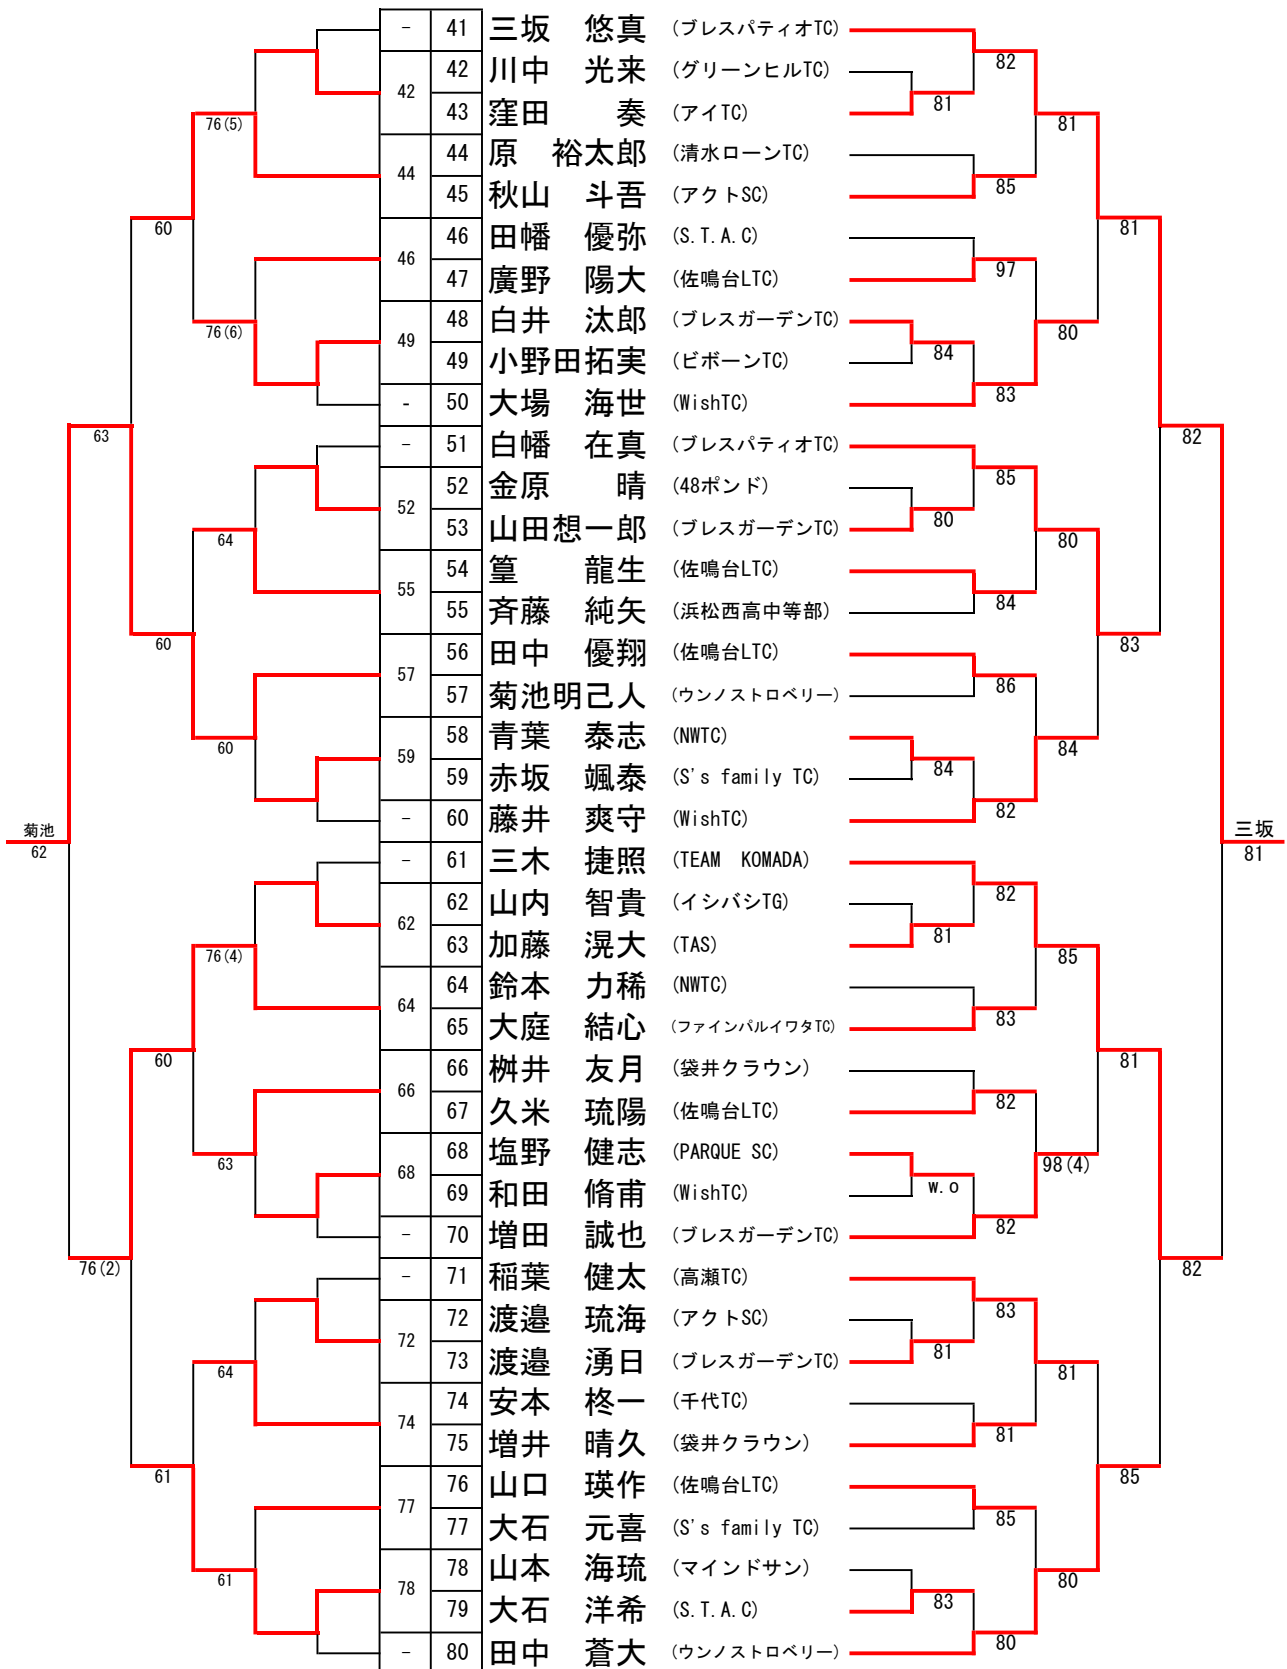 - 41 三坂 悠真 (ブレスパティオTC)
82
42 川中 光来 (グリーンヒルTC)
42 81
76(5) 43 窪田 奏 (アイTC) 81
44 原 裕太郎 (清水ローンTC)
44 85
45 秋山 斗吾 (アクトSC)
60 46 田幡 優弥 (S.T.A.C) 81
46 97
47 廣野 陽大 (佐鳴台LTC)
76(6) 48 白井 汰郎 (ブレスガーデンTC) 80
49 84
49 小野田拓実 (ビボーンTC)
83
- 50 大場 海世 (WishTC)
63 82
- 51 白幡 在真 (ブレスパティオTC)
85
52 金原 晴 (48ポンド)
52 80
64 53 山田想一郎 (ブレスガーデンTC) 80
54 篁 龍生 (佐鳴台LTC)
55 84
55 斉藤 純矢 (浜松西高中等部)
60 56 田中 優翔 (佐鳴台LTC) 83
57 86
57 菊池明己人 (ウンノストロベリー)
60 58 青葉 泰志 (NWTC) 84
59 84
59 赤坂 颯泰 (S's family TC)
82
- 60 藤井 爽守 (WishTC)
菊池 三坂
62 81
- 61 三木 捷照 (TEAM KOMADA)
82
62 山内 智貴 (イシバシTG)
62 81
76(4) 63 加藤 滉大 (TAS) 85
64 鈴本 力稀 (NWTC)
64 83
65 大庭 結心 (ファインパルイワタTC)
60 66 桝井 友月 (袋井クラウン) 81
66 82
67 久米 琉陽 (佐鳴台LTC)
63 68 塩野 健志 (PARQUE SC) 98(4)
68 w.o
69 和田 脩甫 (WishTC)
82
- 70 増田 誠也 (ブレスガーデンTC)
76(2) 82
- 71 稲葉 健太 (高瀬TC)
83
72 渡邉 琉海 (アクトSC)
72 81
64 73 渡邉 湧日 (ブレスガーデンTC) 81
74 安本 柊一 (千代TC)
74 81
75 増井 晴久 (袋井クラウン)
61 76 山口 瑛作 (佐鳴台LTC) 85
77 85
77 大石 元喜 (S's family TC)
61 78 山本 海琉 (マインドサン) 80
78 83
79 大石 洋希 (S.T.A.C)
80
- 80 田中 蒼大 (ウンノストロベリー)